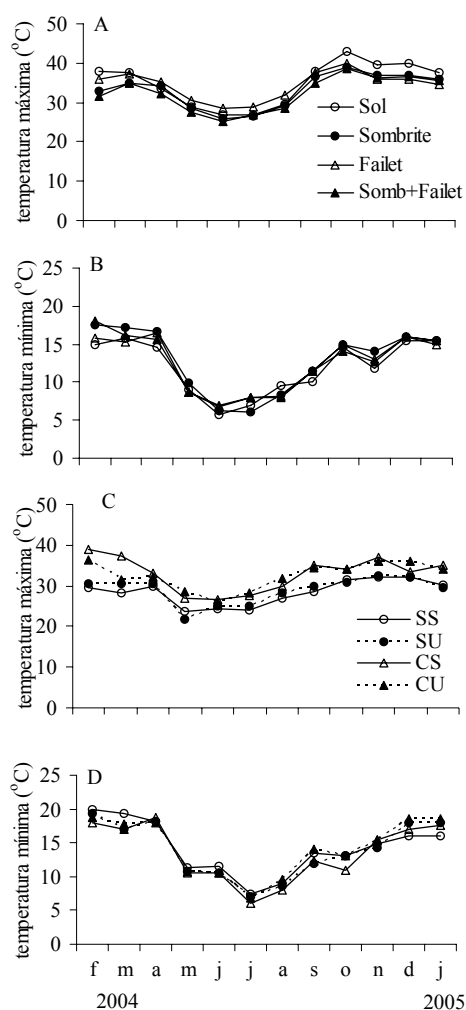 A
temperatura máxima (°C)
50
40
30
20
10
0
Sol
Sombrite
Failet
Somb+Failet
B
temperatura mínima (°C)
25
20
15
10
5
0
C
temperatura máxima (°C)
50
40
30
20
10
0
SS
SU
CS
CU
D
temperatura mínima (°C)
25
20
15
10
5
0
f m a m j j a s o n d j
2004 2005